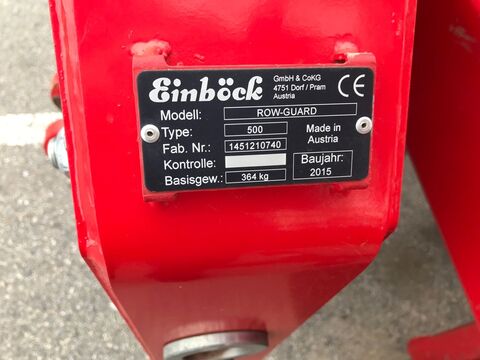 Einböck
GmbH & CoKG
4751 Dorf / Pram
Austria
CE
Modell: ROW-GUARD
Type: 500
Made in
Austria
Fab. Nr.: 1451210740
Kontrolle:
Baujahr:
2015
Basisgew.: 364 kg